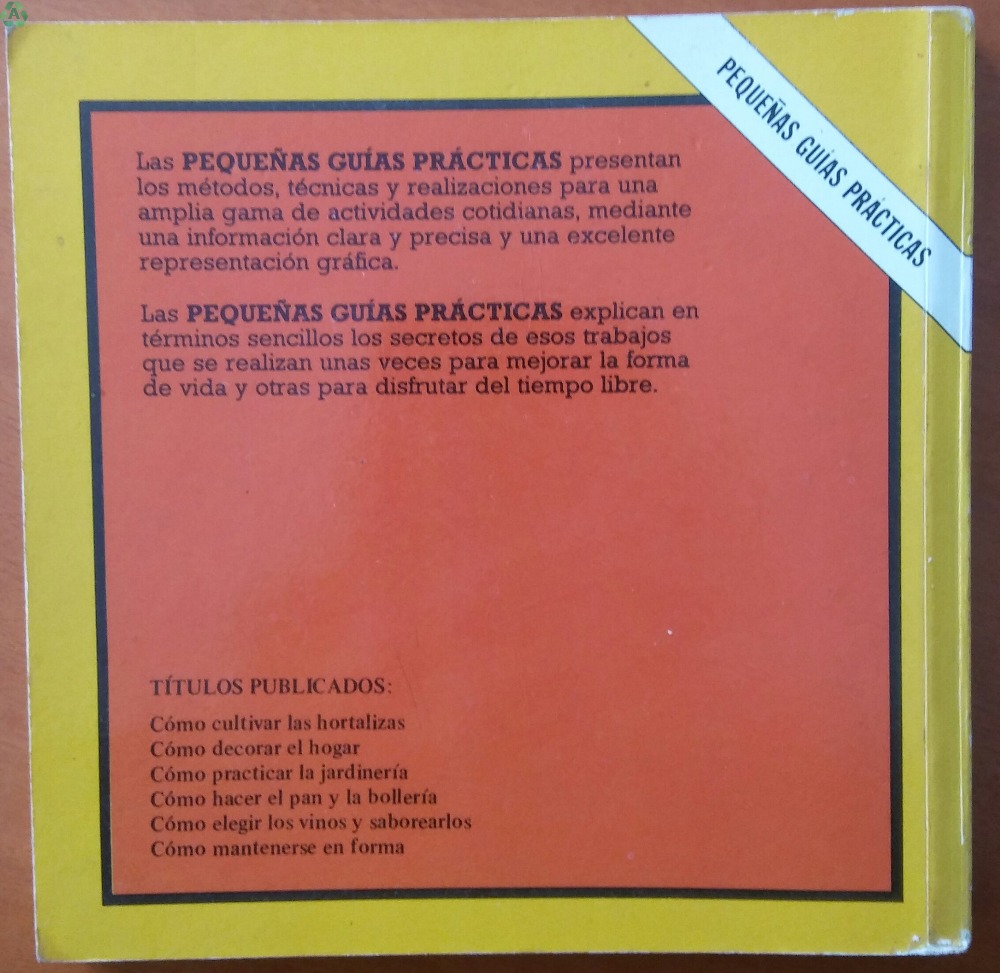 A
PEQUEÑAS GUÍAS PRÁCTICAS
Las PEQUEÑAS GUÍAS PRÁCTICAS presentan
los métodos, técnicas y realizaciones para una
amplia gama de actividades cotidianas, mediante
una información clara y precisa y una excelente
representación gráfica.
Las PEQUEÑAS GUÍAS PRÁCTICAS explican en
términos sencillos los secretos de esos trabajos
que se realizan unas veces para mejorar la forma
de vida y otras para disfrutar del tiempo libre.
TÍTULOS PUBLICADOS:
Cómo cultivar las hortalizas
Cómo decorar el hogar
Cómo practicar la jardinería
Cómo hacer el pan y la bollería
Cómo elegir los vinos y saborearlos
Cómo mantenerse en forma